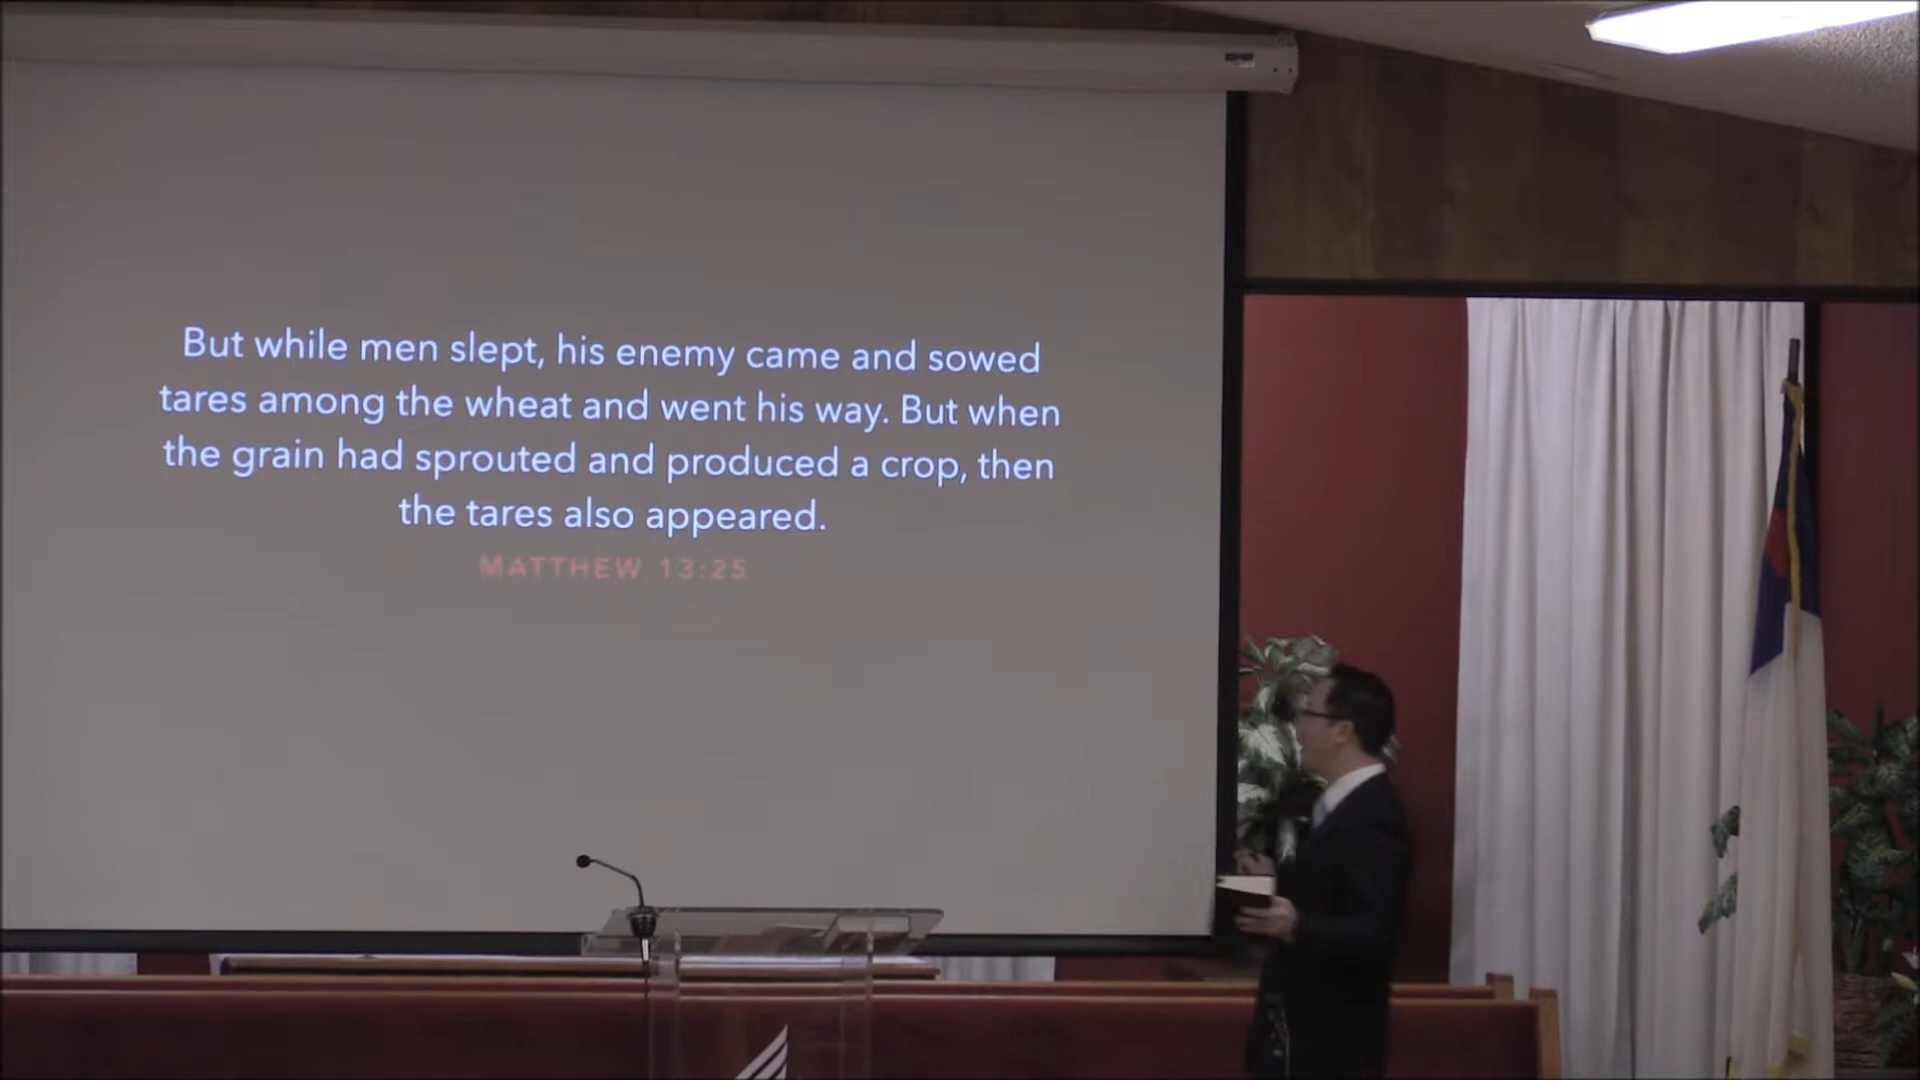 But while men slept, his enemy came and sowed
tares among the wheat and went his way. But when
the grain had sprouted and produced a crop, then
the tares also appeared.
MATTHEW 13:25